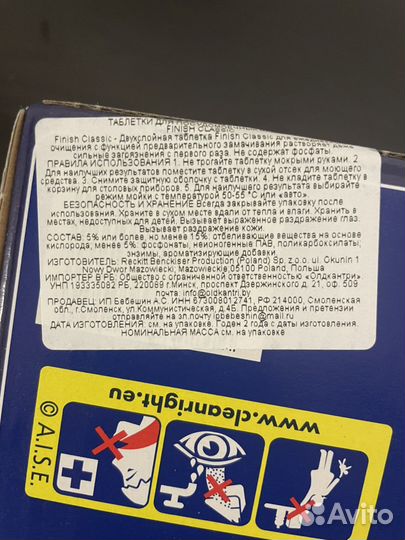 ТАБЛЕТКИ ДЛЯ
FINISH CLASSIC
Finish Classic - Двухслойная таблетка Finish Classic для
очищения с функцией предварительного замачивания растворяет даже
сильные загрязнения с первого раза. Не содержат фосфаты.
ПРАВИЛА ИСПОЛЬЗОВАНИЯ 1. Не трогайте таблетку мокрыми руками. 2.
Для наилучших результатов поместите таблетку в сухой отсек для моющего
средства. 3. Снимите защитную оболочку с таблетки. 4. Не кладите таблетку в
корзину для столовых приборов. 5. Для наилучшего результата выбирайте
режим мойки с температурой 50-55 °С или «авто».
БЕЗОПАСНОСТЬ И ХРАНЕНИЕ Всегда закрывайте упаковку после
использования. Храните в сухом месте вдали от тепла и влаги. Хранить в
местах, недоступных для детей. Вызывает выраженное раздражение глаз.
Вызывает раздражение кожи.
СОСТАВ: 5% или более, но менее 15%: отбеливающие вещества на основе
кислорода, менее 5%: фосфонаты, неионогенные ПАВ, поликарбоксилаты;
энзимы, ароматизирующие добавки.
ИЗГОТОВИТЕЛЬ: Reckitt Benckiser Production (Poland) Sp. z.o.o. ul. Okunin 1
Nowy Dwor Mazowiecki, Mazowieckie,05100 Poland, Польша
ИМПОРТЕР В РБ: Общество с ограниченной ответственностью «Олдкантри»
УНП 193335082 РБ, 220089 г.Минск, проспект Дзержинского д. 21, оф. 509
почта: info@oldkantri.by
ПРОДАВЕЦ: ИП Бебешин А.С. ИНН 673008012741, РФ 214000, Смоленская
обл., г.Смоленск, ул.Коммунистическая, д.4Б. Предложения и претензии
отправляйте на эл.почту ipbebeshin@mail.ru
ДАТА ИЗГОТОВЛЕНИЯ: см. на упаковке. Годен 2 года с даты изготовления.
НОМИНАЛЬНАЯ МАССА см. на упаковке
www.cleanright.eu
© A.I.S.E.
Avito